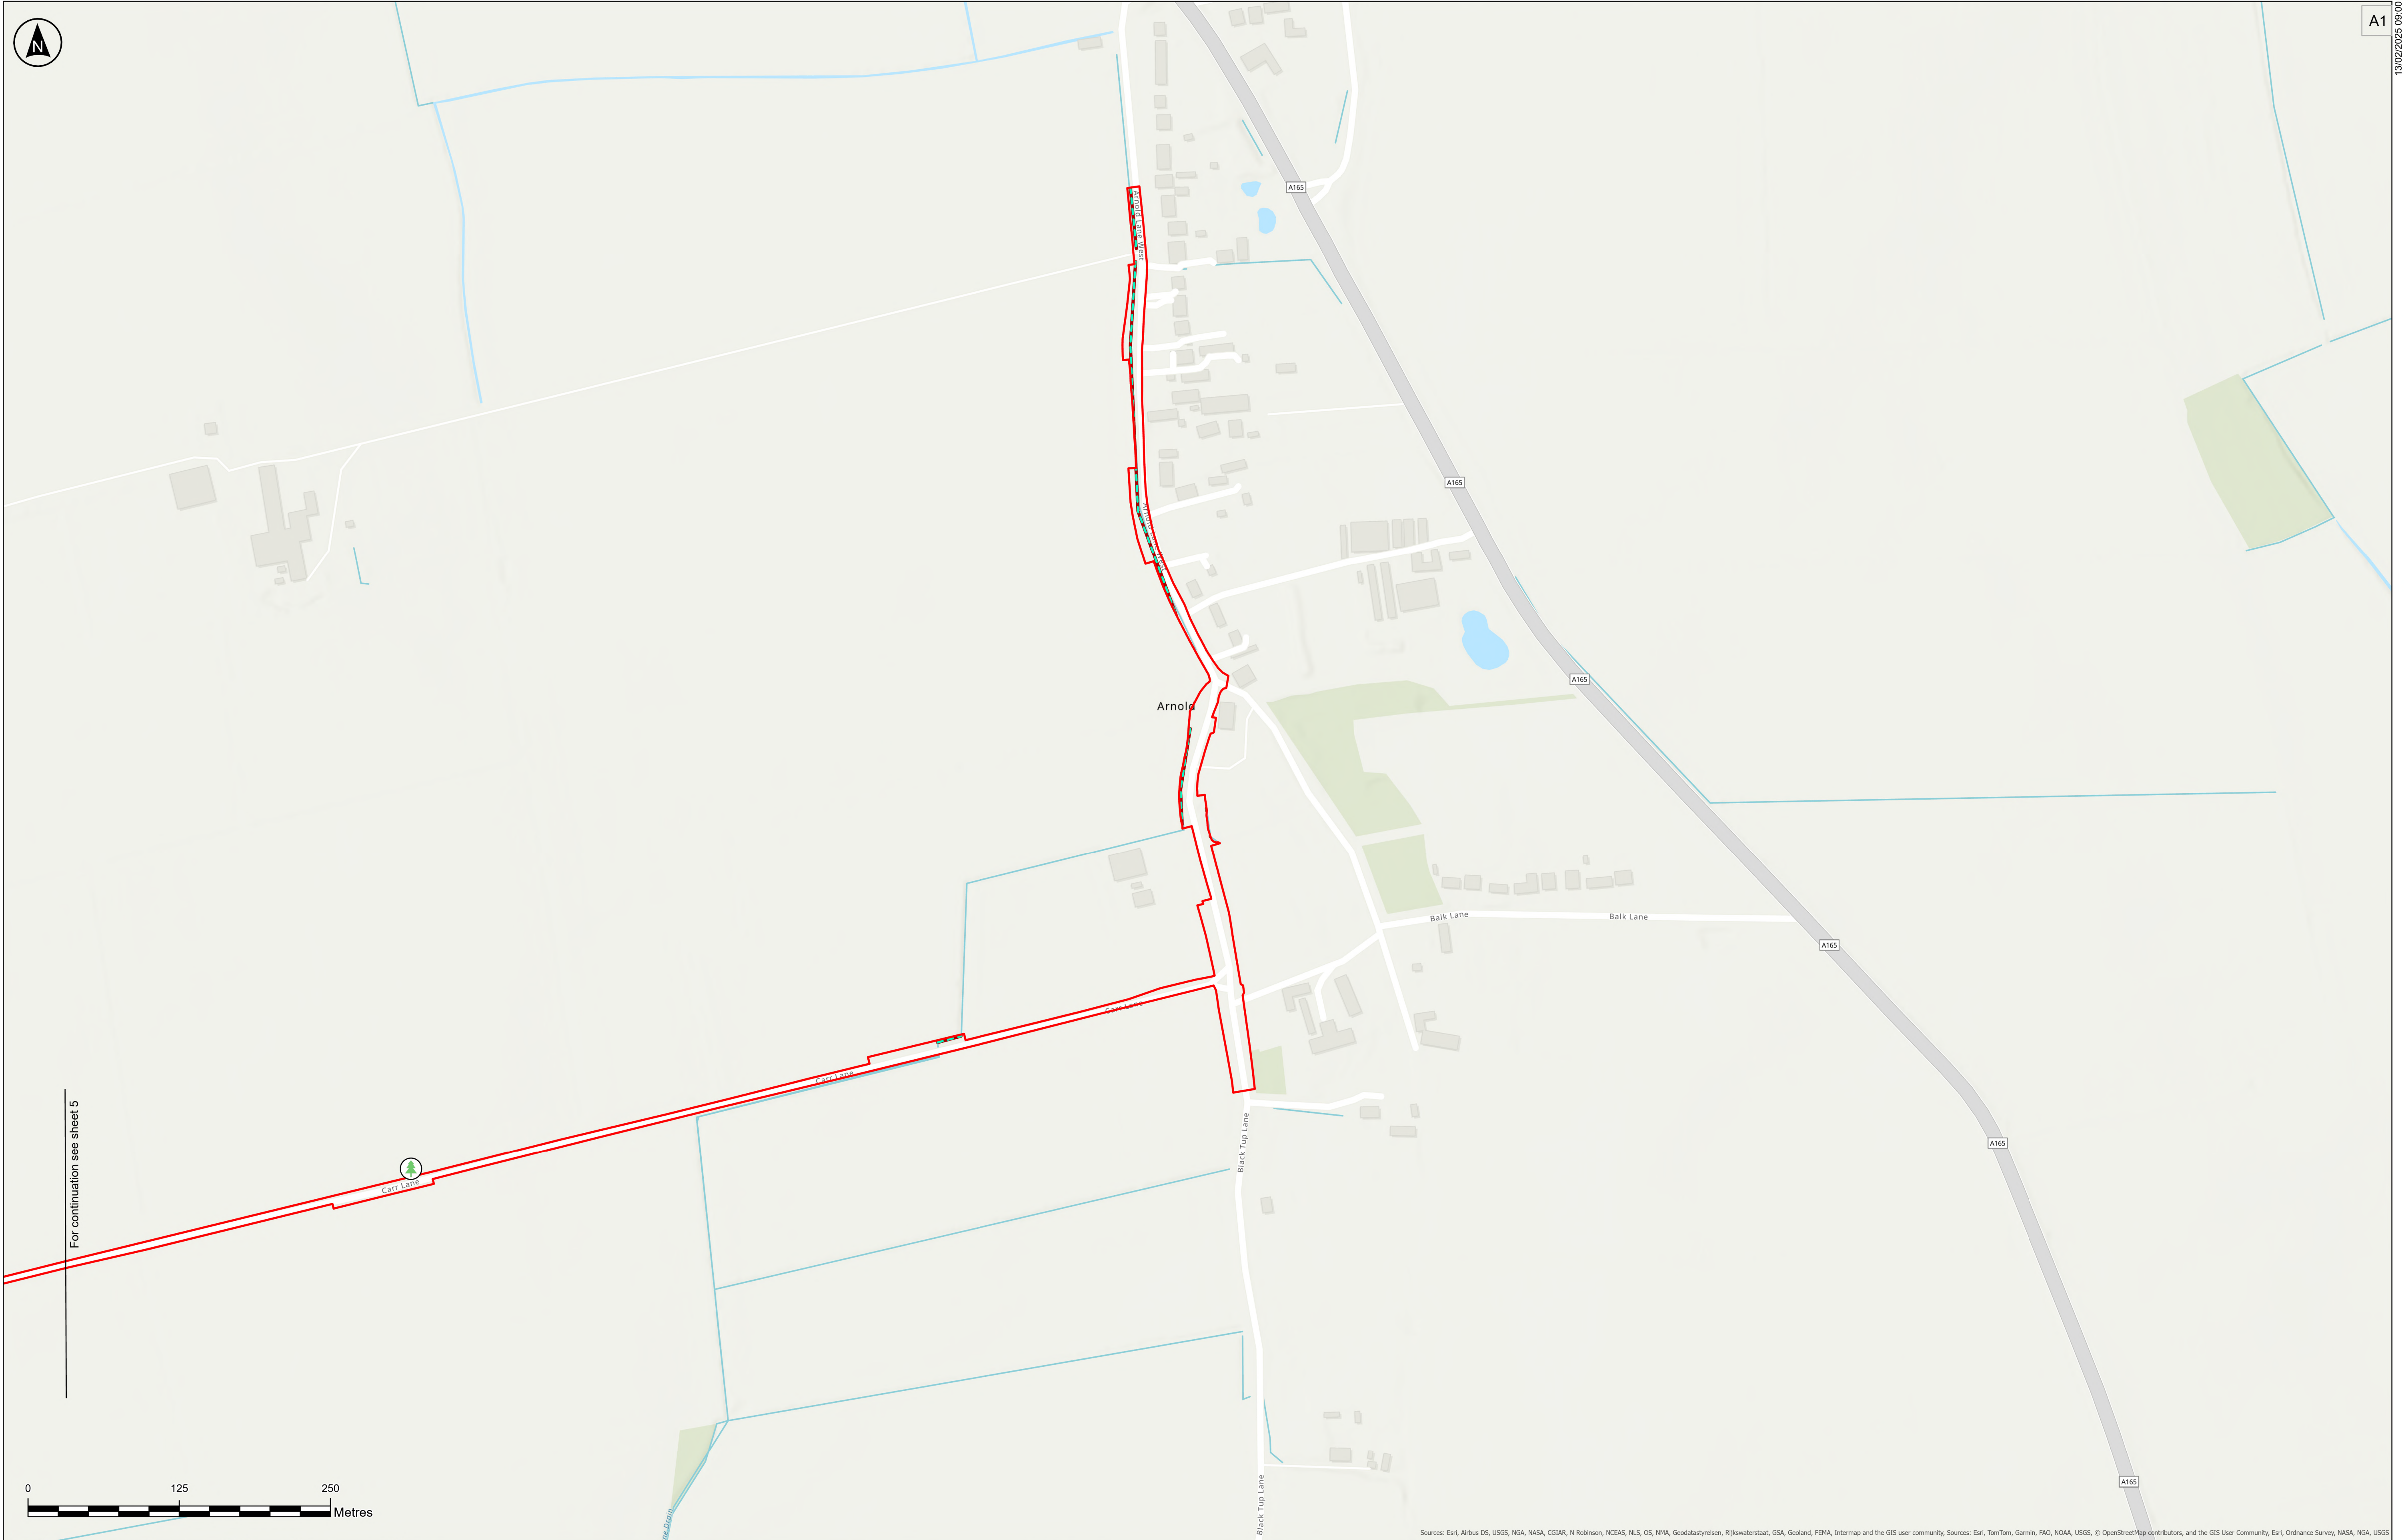 N
A1
13/02/2025 09:00
A165
Arnold Lane West
A165
Arnold
A165
Balk Lane
Balk Lane
A165
Carr Lane
Carr Lane
Carr Lane
Black Tup Lane
A165
For continuation see sheet 5
A165
Black Tup Lane
0 125 250
Metres
Drain
Sources: Esri, Airbus DS, USGS, NGA, NASA, CGIAR, N Robinson, NCEAS, NLS, OS, NMA, Geodatastyrelsen, Rijkswaterstaat, GSA, Geoland, FEMA, Intermap and the GIS user community, Sources: Esri, TomTom, Garmin, FAO, NOAA, USGS, © OpenStreetMap contributors, and the GIS User Community, Esri, Ordnance Survey, NASA, NGA, USGS